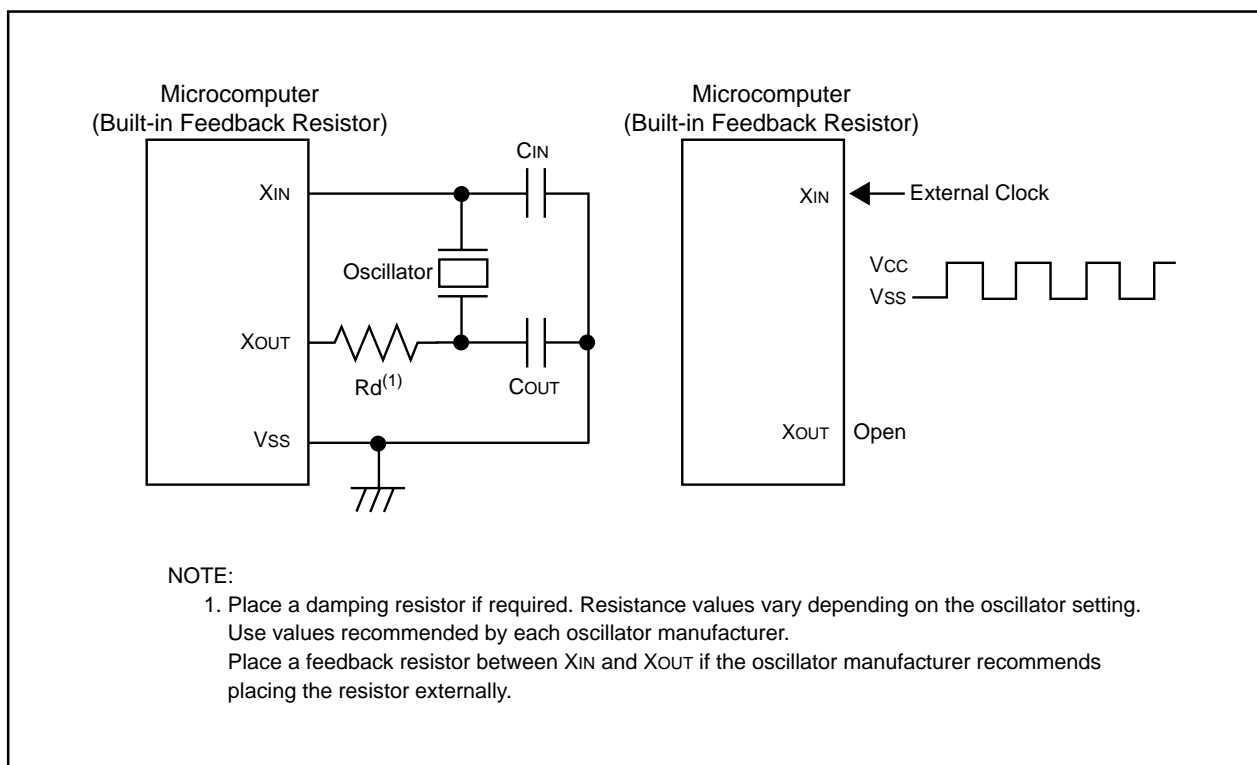 Microcomputer
(Built-in Feedback Resistor)
XIN
CIN
Oscillator
XOUT
Rd(1)
COUT
VSS
Microcomputer
(Built-in Feedback Resistor)
XIN
External Clock
VCC
VSS
XOUT
Open
NOTE:
1. Place a damping resistor if required. Resistance values vary depending on the oscillator setting.
Use values recommended by each oscillator manufacturer.
Place a feedback resistor between XIN and XOUT if the oscillator manufacturer recommends
placing the resistor externally.